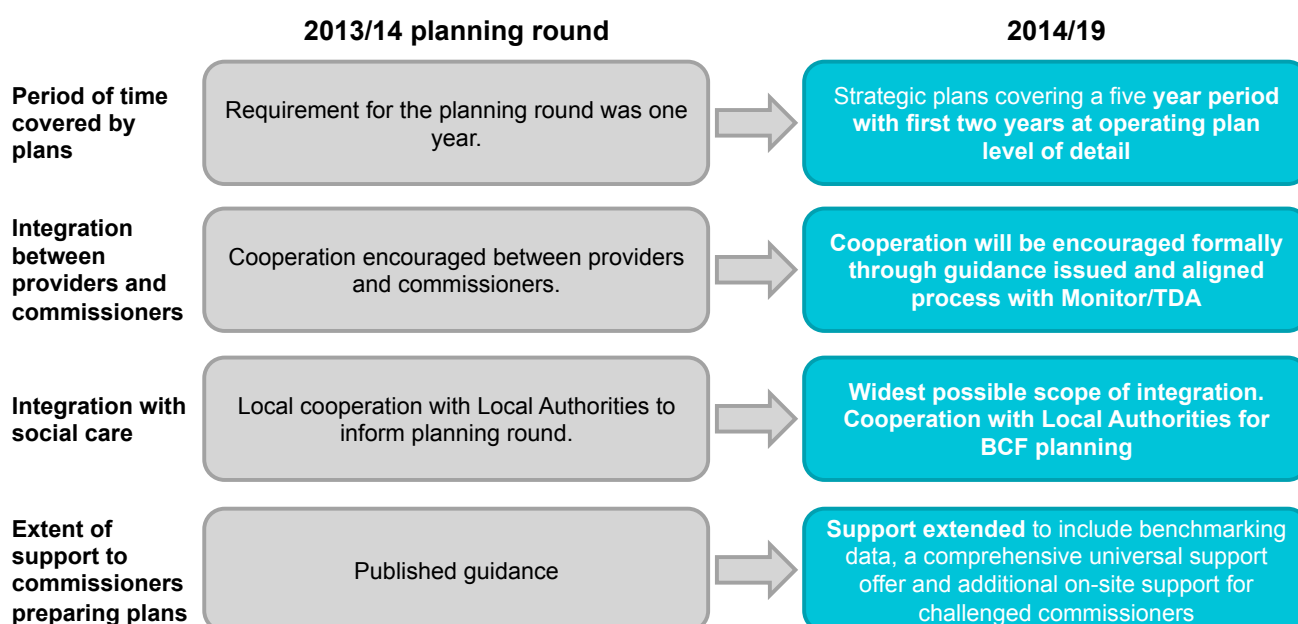 2013/14 planning round
2014/19
Period of time
covered by
plans
Requirement for the planning round was one
year.
Strategic plans covering a five year period
with first two years at operating plan
level of detail
Integration
between
providers and
commissioners
Cooperation encouraged between providers
and commissioners.
Cooperation will be encouraged formally
through guidance issued and aligned
process with Monitor/TDA
Integration with
social care
Local cooperation with Local Authorities to
inform planning round.
Widest possible scope of integration.
Cooperation with Local Authorities for
BCF planning
Extent of
support to
commissioners
preparing plans
Published guidance
Support extended to include benchmarking
data, a comprehensive universal support
offer and additional on-site support for
challenged commissioners